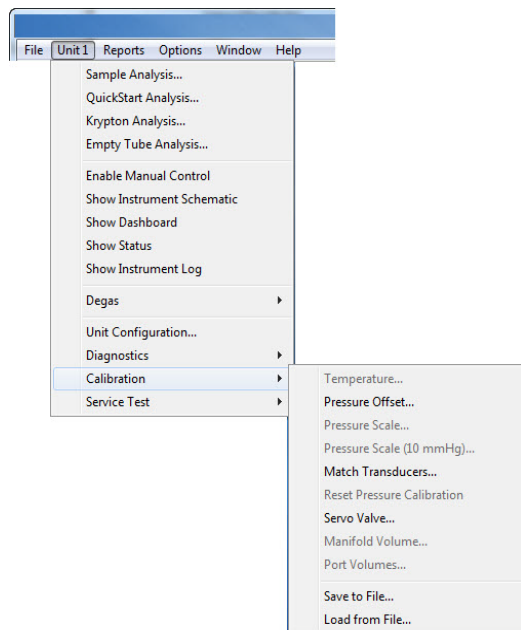 File Unit 1 Reports Options Window Help
Sample Analysis...
QuickStart Analysis...
Krypton Analysis...
Empty Tube Analysis...
Enable Manual Control
Show Instrument Schematic
Show Dashboard
Show Status
Show Instrument Log
Degas
Unit Configuration...
Diagnostics
Calibration
Service Test
Temperature...
Pressure Offset...
Pressure Scale...
Pressure Scale (10 mmHg)...
Match Transducers...
Reset Pressure Calibration
Servo Valve...
Manifold Volume...
Port Volumes...
Save to File...
Load from File...